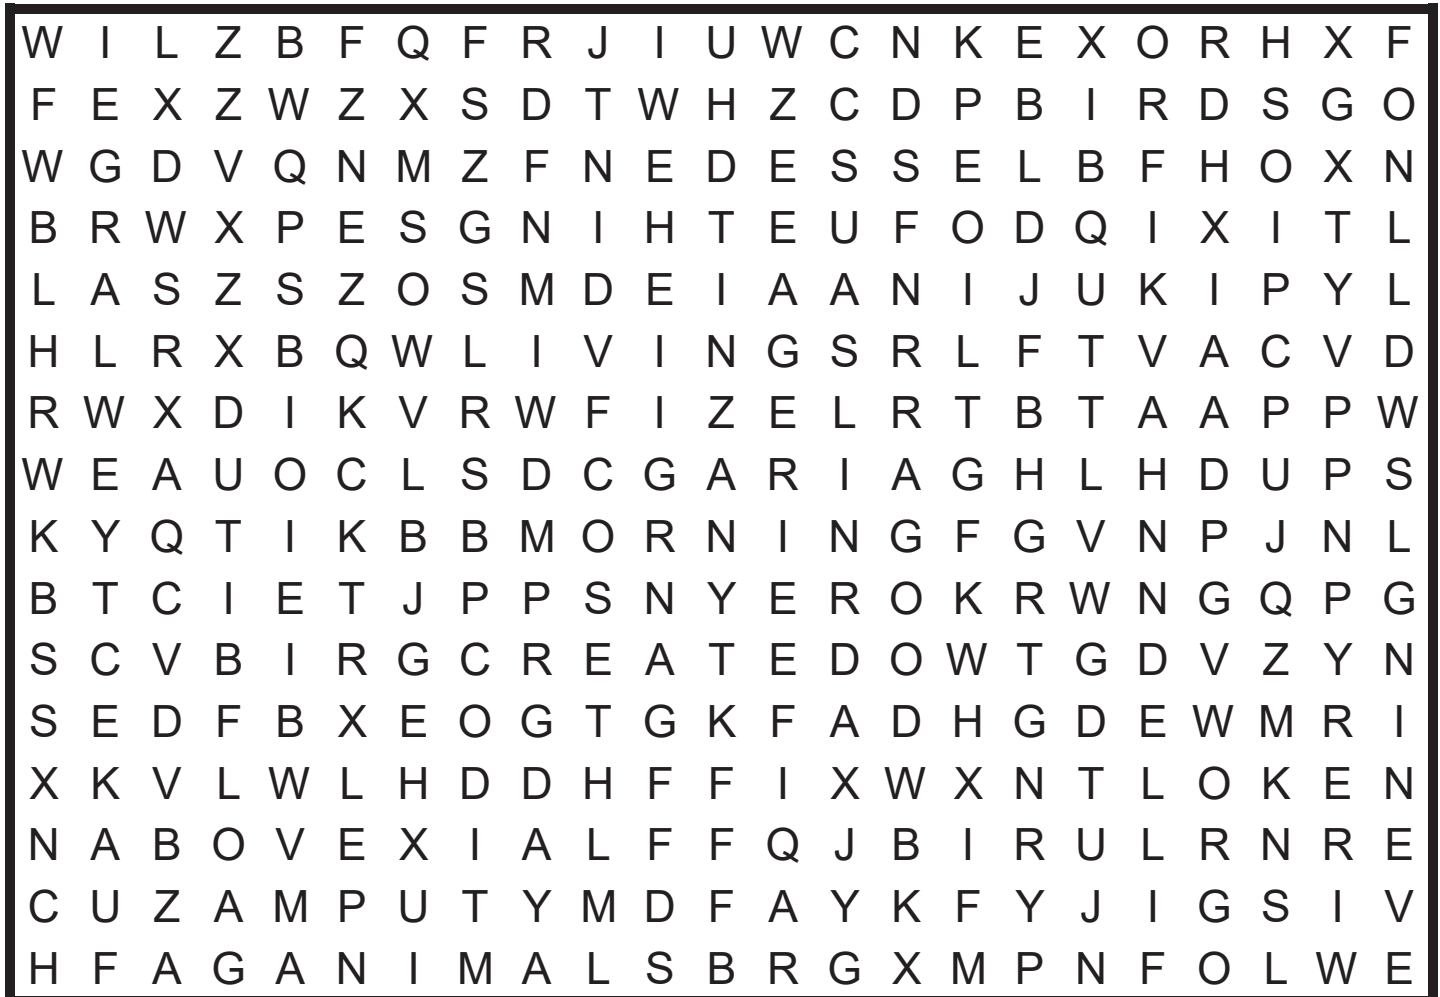 W I L Z B F Q F R J I U W C N K E X O R H X F
F E X Z W Z X S D T W H Z C D P B I R D S G O
W G D V Q N M Z F N E D E S S E L B F H O X N
B R W X P E S G N I H T E U F O D Q I X I T L
L A S Z S Z O S M D E I A A N I J U K I P Y L
H L R X B Q W L I V I N G S R L F T V A C V D
R W X D I K V R W F I Z E L R T B T A A P P W
W E A U O C L S D C G A R I A G H L H D U P S
K Y Q T I K B B M O R N I N G F G V N P J N L
B T C I E T J P P S N Y E R O K R W N G Q P G
S C V B I R G C R E A T E D O W T G D V Z Y N
S E D F B X E O G T G K F A D H G D E W M R I
X K V L W L H D D H F F I X W X N T L O K E N
N A B O V E X I A L F F Q J B I R U L R N R E
C U Z A M P U T Y M D F A Y K F Y J I G S I V
H F A G A N I M A L S B R G X M P N F O L W E